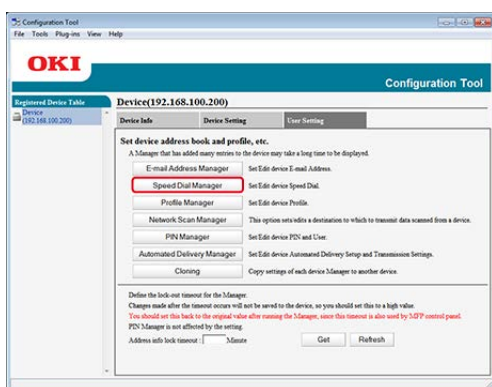 Configuration Tool
File Tools Plug-ins View Help
OKI
Configuration Tool
Registered Device Table
Device
(192.168.100.200)
Device(192.168.100.200)
Device Info Device Setting User Setting
Set device address book and profile, etc.
A Manager that has added many entries to the device may take a long time to be displayed.
E-mail Address Manager Set/Edit device E-mail Address.
Speed Dial Manager Set/Edit device Speed Dial.
Profile Manager Set/Edit device Profile.
Network Scan Manager This option sets/edits a destination to which to transmit data scanned from a device.
PIN Manager Set/Edit device PIN and User.
Automated Delivery Manager Set/Edit device Automated Delivery Setup and Transmission Settings.
Cloning Copy settings of each device Manager to another device.
Define the lock-out timeout for the Manager.
Changes made after the timeout occurs will not be saved to the device, so you should set this to a high value.
You should set this back to the original value after running the Manager, since this timeout is also used by MFP control panel.
PIN Manager is not affected by the setting.
Address info lock timeout : Minute Get Refresh